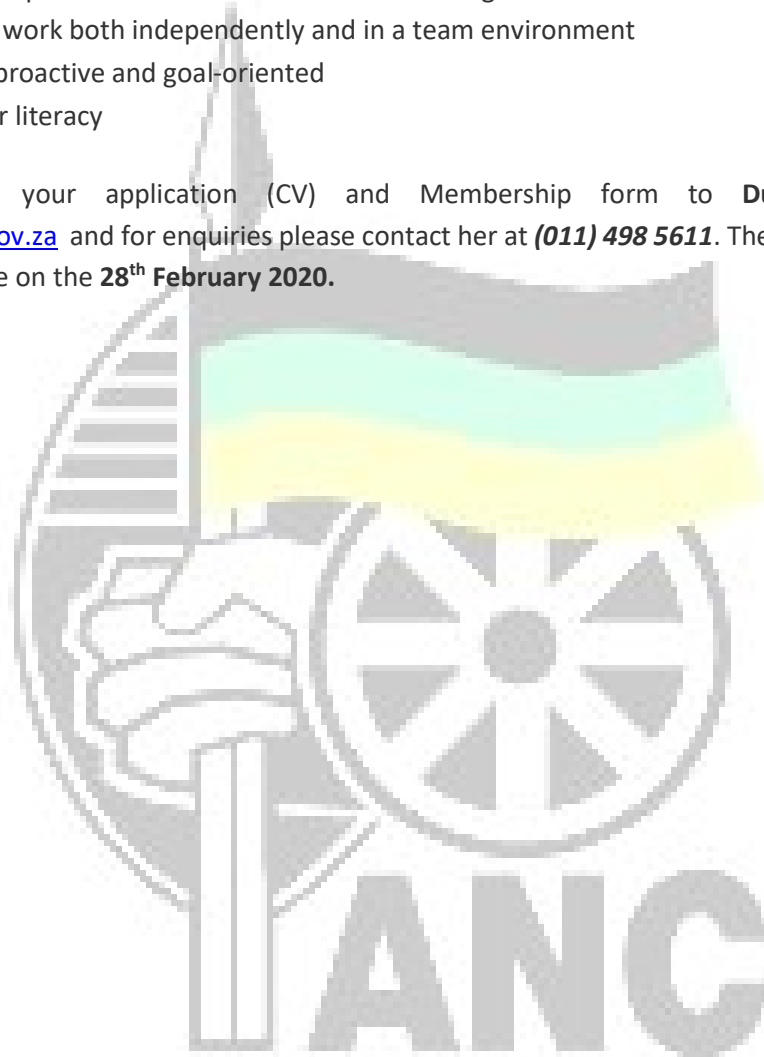 work both independently and in a team environment
proactive and goal-oriented
r literacy
your application (CV) and Membership form to Du
ov.za and for enquiries please contact her at (011) 498 5611. The
e on the 28th February 2020.
ANC